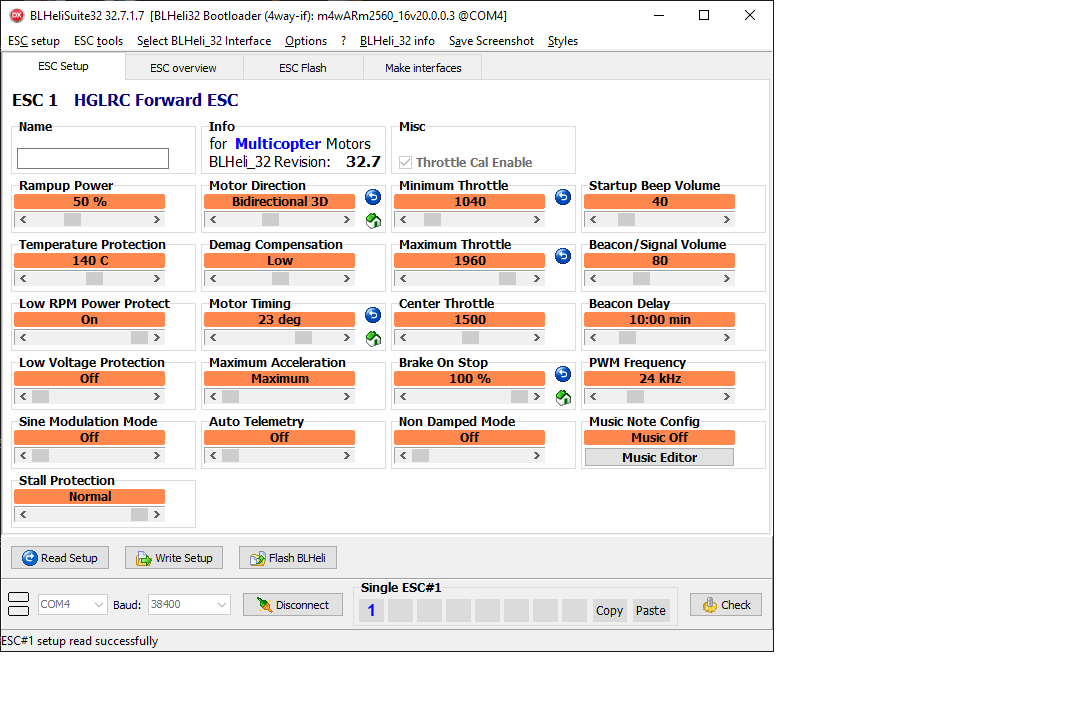 BLHeliSuite32 32.7.1.7 [BLHeli32 Bootloader (4way-if): m4wARm2560_16v20.0.0.3 @COM4]
ESC setup ESC tools Select BLHeli_32 Interface Options ? BLHeli_32 info Save Screenshot Styles
ESC Setup ESC overview ESC Flash Make interfaces
ESC 1 HGLRC Forward ESC
Name Info Misc
for Multicopter Motors
BLHeli_32 Revision: 32.7 Throttle Cal Enable
Rampup Power Motor Direction Minimum Throttle Startup Beep Volume
50 % Bidirectional 3D 1040 40
Temperature Protection Demag Compensation Maximum Throttle Beacon/Signal Volume
140 C Low 1960 80
Low RPM Power Protect Motor Timing Center Throttle Beacon Delay
On 23 deg 1500 10:00 min
Low Voltage Protection Maximum Acceleration Brake On Stop PWM Frequency
Off Maximum 100 % 24 kHz
Sine Modulation Mode Auto Telemetry Non Damped Mode Music Note Config
Off Off Off Music Off
Music Editor
Stall Protection
Normal
Read Setup Write Setup Flash BLHeli
Single ESC#1
COM4 Baud: 38400 Disconnect 1 Copy Paste Check
ESC#1 setup read successfully